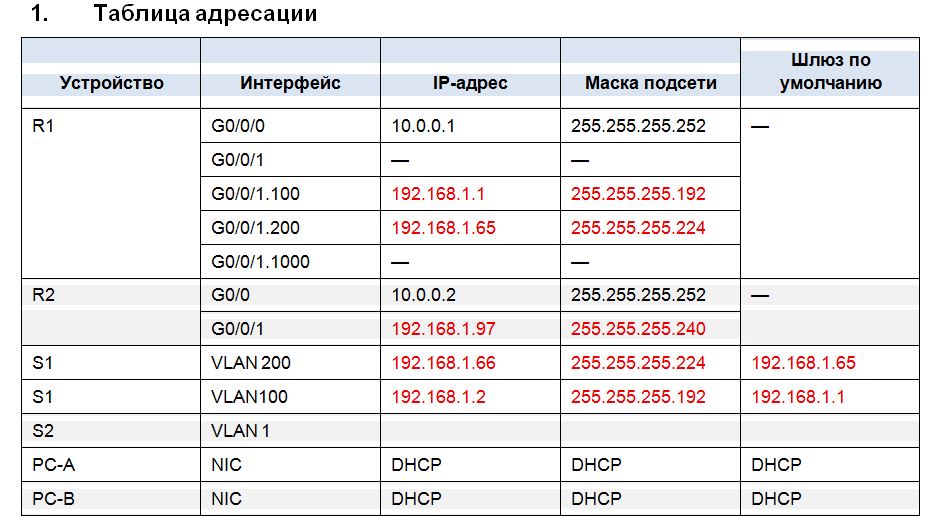 1. Таблица адресации
Устройство Интерфейс IP-адрес Маска подсети Шлюз по умолчанию
R1 G0/0/0 10.0.0.1 255.255.255.252 —
G0/0/1 — —
G0/0/1.100 192.168.1.1 255.255.255.192
G0/0/1.200 192.168.1.65 255.255.255.224
G0/0/1.1000 — —
R2 G0/0 10.0.0.2 255.255.255.252 —
G0/0/1 192.168.1.97 255.255.255.240
S1 VLAN 200 192.168.1.66 255.255.255.224 192.168.1.65
S1 VLAN100 192.168.1.2 255.255.255.192 192.168.1.1
S2 VLAN 1
PC-A NIC DHCP DHCP DHCP
PC-B NIC DHCP DHCP DHCP